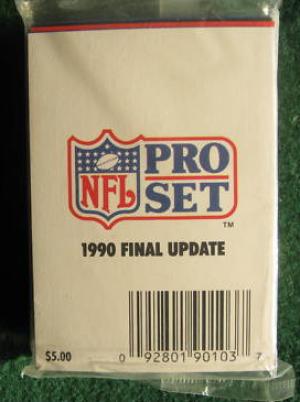 NFL PRO
SET
TM
1990 FINAL UPDATE
$5.00
0 92801 90103 7